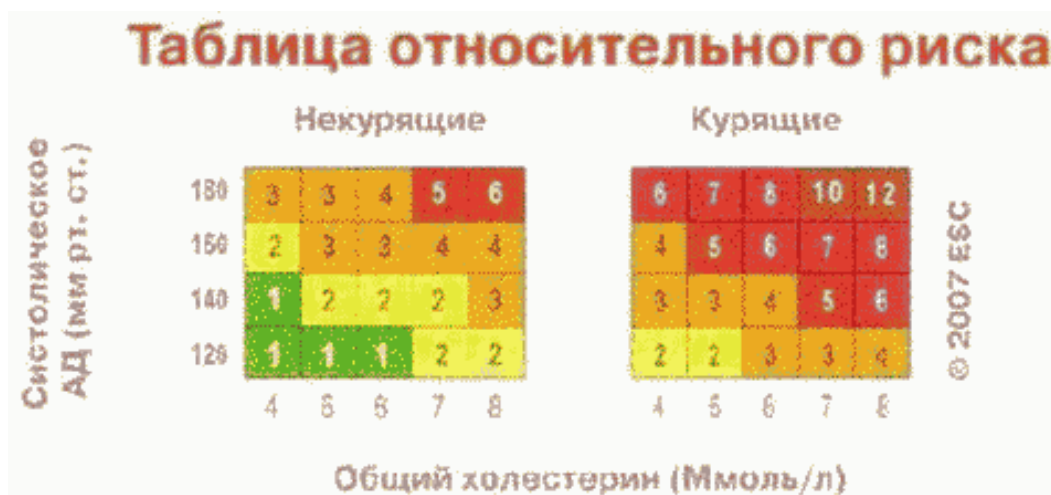 Таблица относительного риска
Некурящие Курящие
Систолическое
АД (мм рт. ст.)
180 3 3 4 5 6 6 7 8 10 12
160 2 3 3 4 4 4 5 6 7 8
140 1 2 2 2 3 3 3 4 5 6
120 1 1 1 2 2 2 2 3 3 4
4 5 6 7 8 4 5 6 7 8
Общий холестерин (Ммоль/л)
© 2007 ESC